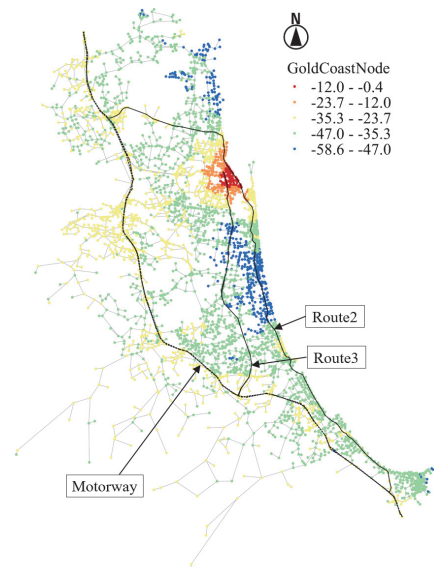 N
GoldCoastNode
-12.0 - -0.4
-23.7 - -12.0
-35.3 - -23.7
-47.0 - -35.3
-58.6 - -47.0
Route2
Route3
Motorway